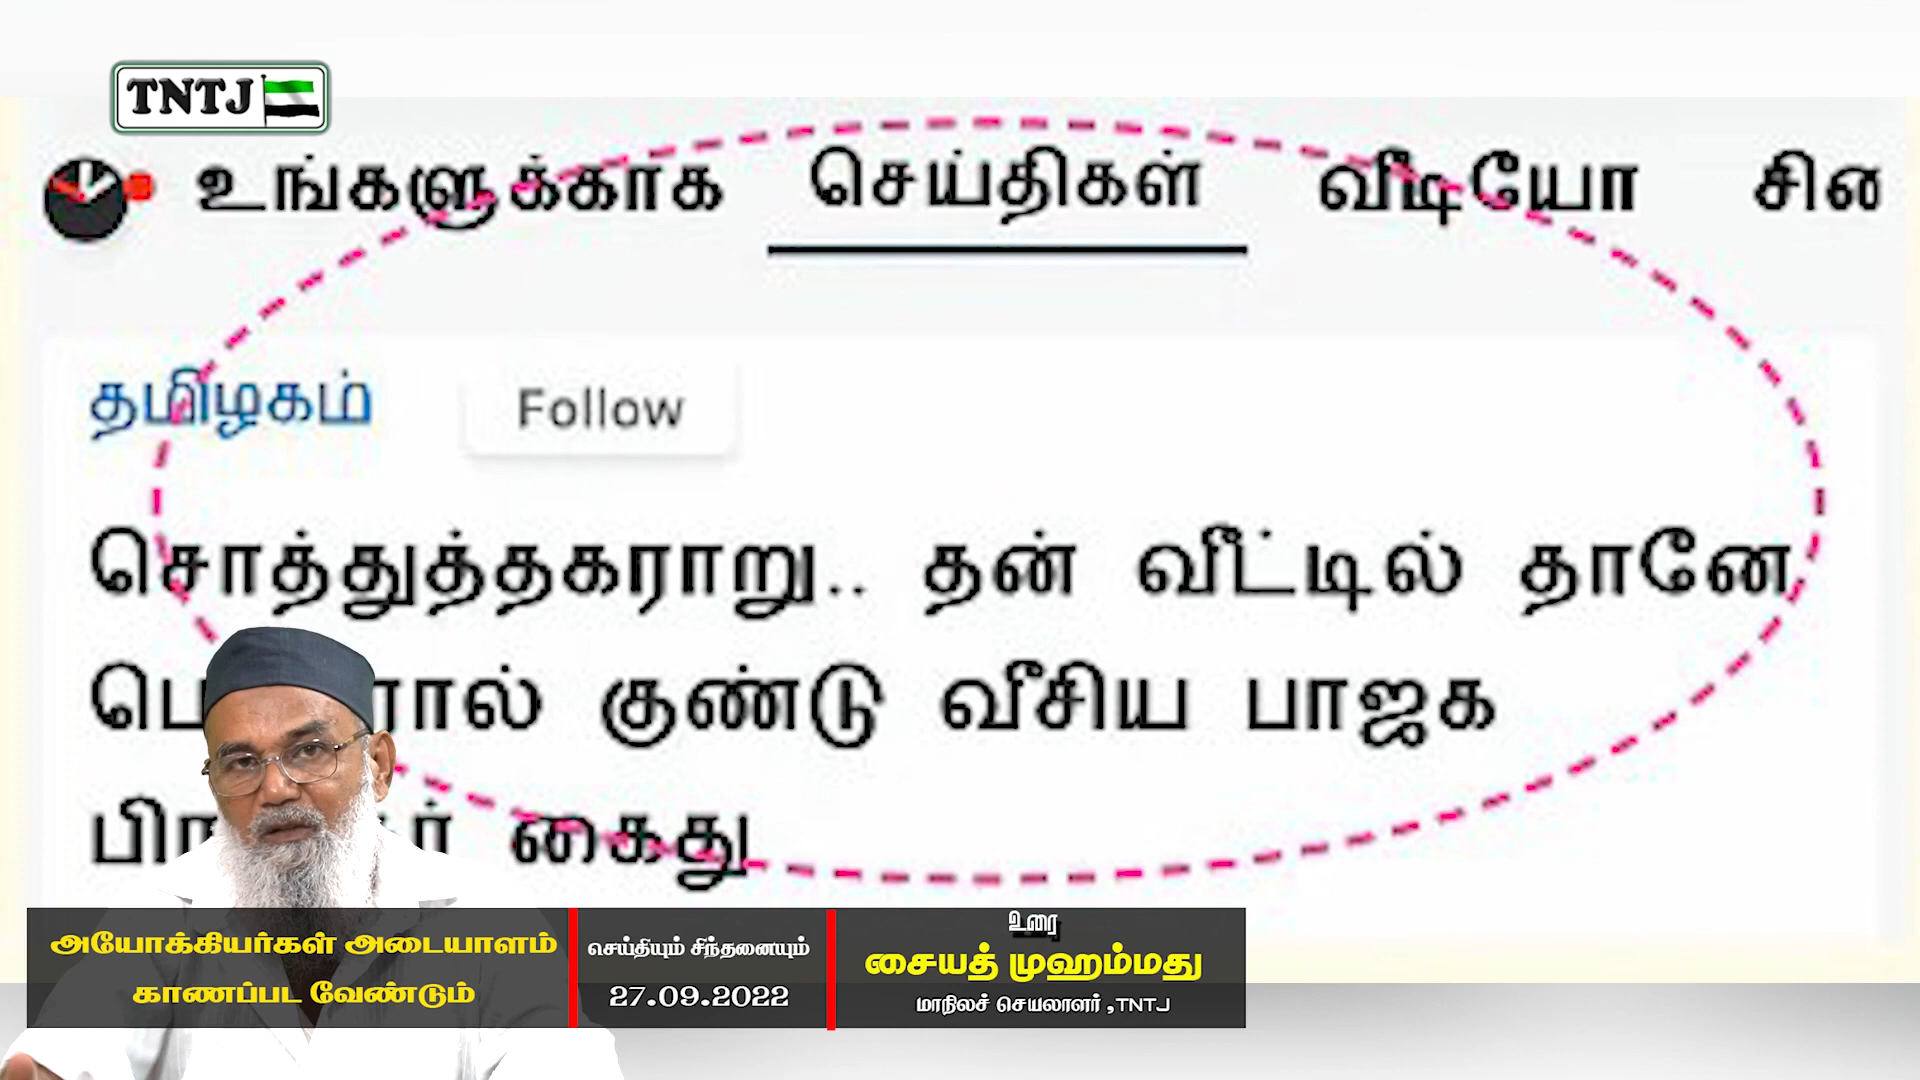 TNTJ
உங்களுக்காக செய்திகள் வீடியோ
தமிழகம் Follow
சொத்துத்தகராறு.. தன் வீட்டில் தானே
குண்டு வீசிய பாஜக
கைது
அயோக்கியர்கள் அடையாளம்
காணப்பட வேண்டும்
செய்தியும் சிந்தனையும்
27.09.2022
உரை
சையத் முஹம்மது
மாநிலச் செயலாளர் ,TNTJ